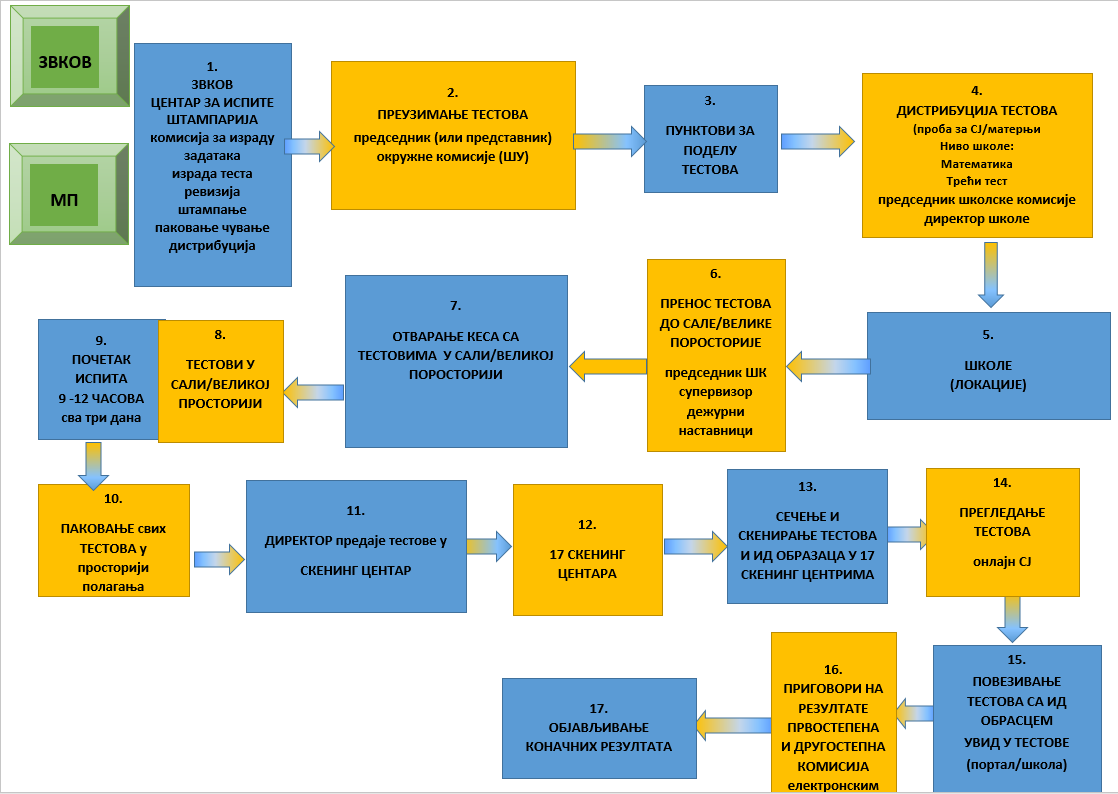 ЗВКОВ
МП
1.
ЗВКОВ
ЦЕНТАР ЗА ИСПИТЕ
ШТАМПАРИЈА
комисија за израду
задатака
израда теста
ревизија
штампање
паковање чување
дистрибуција
2.
ПРЕУЗИМАЊЕ ТЕСТОВА
председник (или представник)
окружне комисије (ШУ)
3.
ПУНКТОВИ ЗА
ПОДЕЛУ
ТЕСТОВА
4.
ДИСТРИБУЦИЈА ТЕСТОВА
(проба за СЈ/матерњи
Ниво школе:
Математика
Трећи тест
председник школске комисије
директор школе
5.
ШКОЛЕ
(ЛОКАЦИЈЕ)
6.
ПРЕНОС ТЕСТОВА
ДО САЛЕ/ВЕЛИКЕ
ПОРОСТОРИЈЕ
председник ШК
супервизор
дежурни
наставници
7.
ОТВАРАЊЕ КЕСА СА
ТЕСТОВИМА У САЛИ/ВЕЛИКОЈ
ПОРОСТОРИЈИ
8.
ТЕСТОВИ У
САЛИ/ВЕЛИКОЈ
ПРОСТОРИЈИ
9.
ПОЧЕТАК
ИСПИТА
9 -12 ЧАСОВА
сва три дана
10.
ПАКОВАЊЕ свих
ТЕСТОВА у
просторији
полагања
11.
ДИРЕКТОР предаје тестове у
СКЕНИНГ ЦЕНТАР
12.
17 СКЕНИНГ
ЦЕНТАРА
13.
СЕЧЕЊЕ И
СКЕНИРАЊЕ ТЕСТОВА
И ИД ОБРАЗАЦА У 17
СКЕНИНГ ЦЕНТРИМА
14.
ПРЕГЛЕДАЊЕ
ТЕСТОВА
онлајн СЈ
15.
ПОВЕЗИВАЊЕ
ТЕСТОВА СА ИД
ОБРАСЦЕМ
УВИД У ТЕСТОВЕ
(портал/школа)
16.
ПРИГОВОРИ НА
РЕЗУЛТАТЕ
ПРВОСТЕПЕНА
И ДРУГОСТЕПНА
КОМИСИЈА
електронским
17.
ОБЈАВЉИВАЊЕ
КОНАЧНИХ РЕЗУЛТАТА